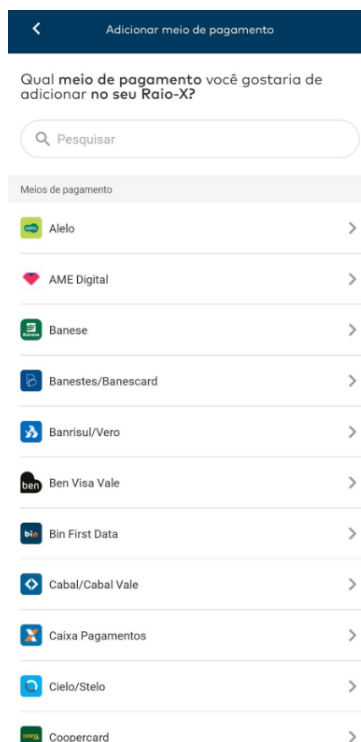 Adicionar meio de pagamento
Qual meio de pagamento você gostaria de
adicionar no seu Raio-X?
Pesquisar
Meios de pagamento
Alelo
AME Digital
Banese
Banestes/Banescard
Banrisul/Vero
ben Ben Visa Vale
bin Bin First Data
Cabal/Cabal Vale
Caixa Pagamentos
Cielo/Stelo
Coopercard